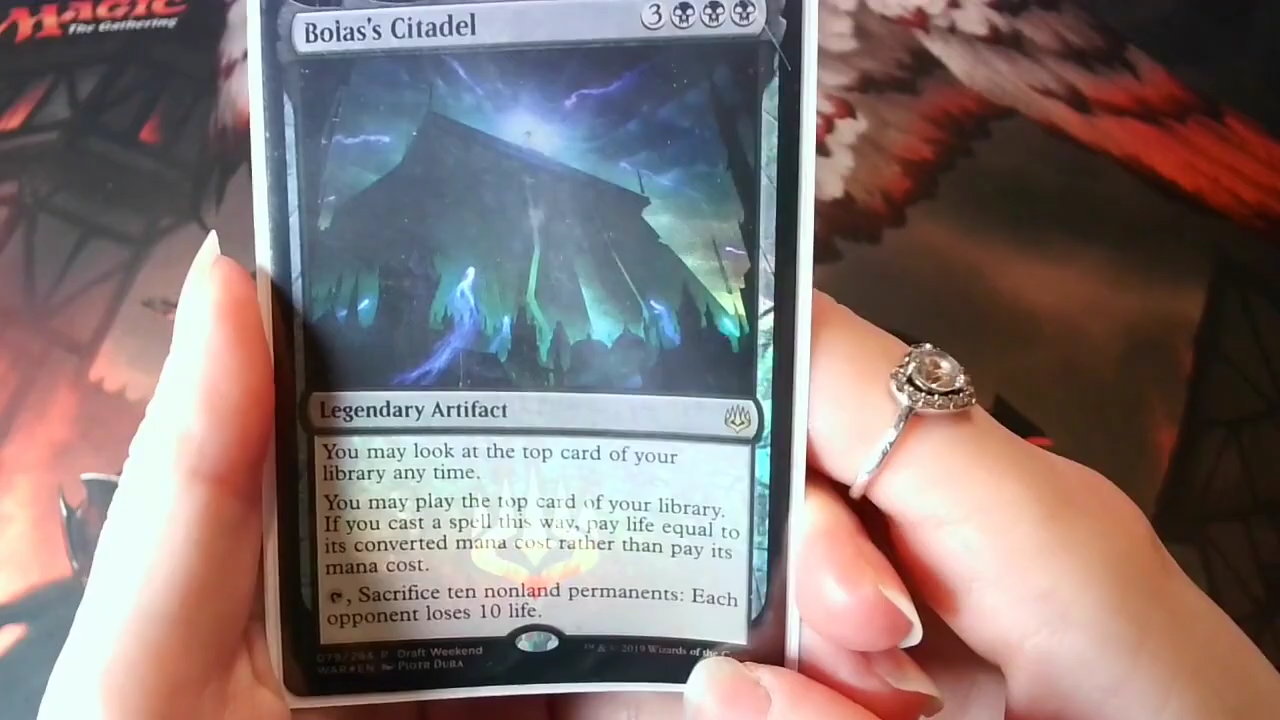 MAGIC
The Gathering
Bolas's Citadel 3
Legendary Artifact
You may look at the top card of your
library any time.
You may play the top card of your library.
If you cast a spell this way, pay life equal to
its converted mana cost rather than pay its
mana cost.
, Sacrifice ten nonland permanents: Each
opponent loses 10 life.
079/264 P Draft Weekend
WAR EN Piotr Dura
™ & © 2019 Wizards of the C